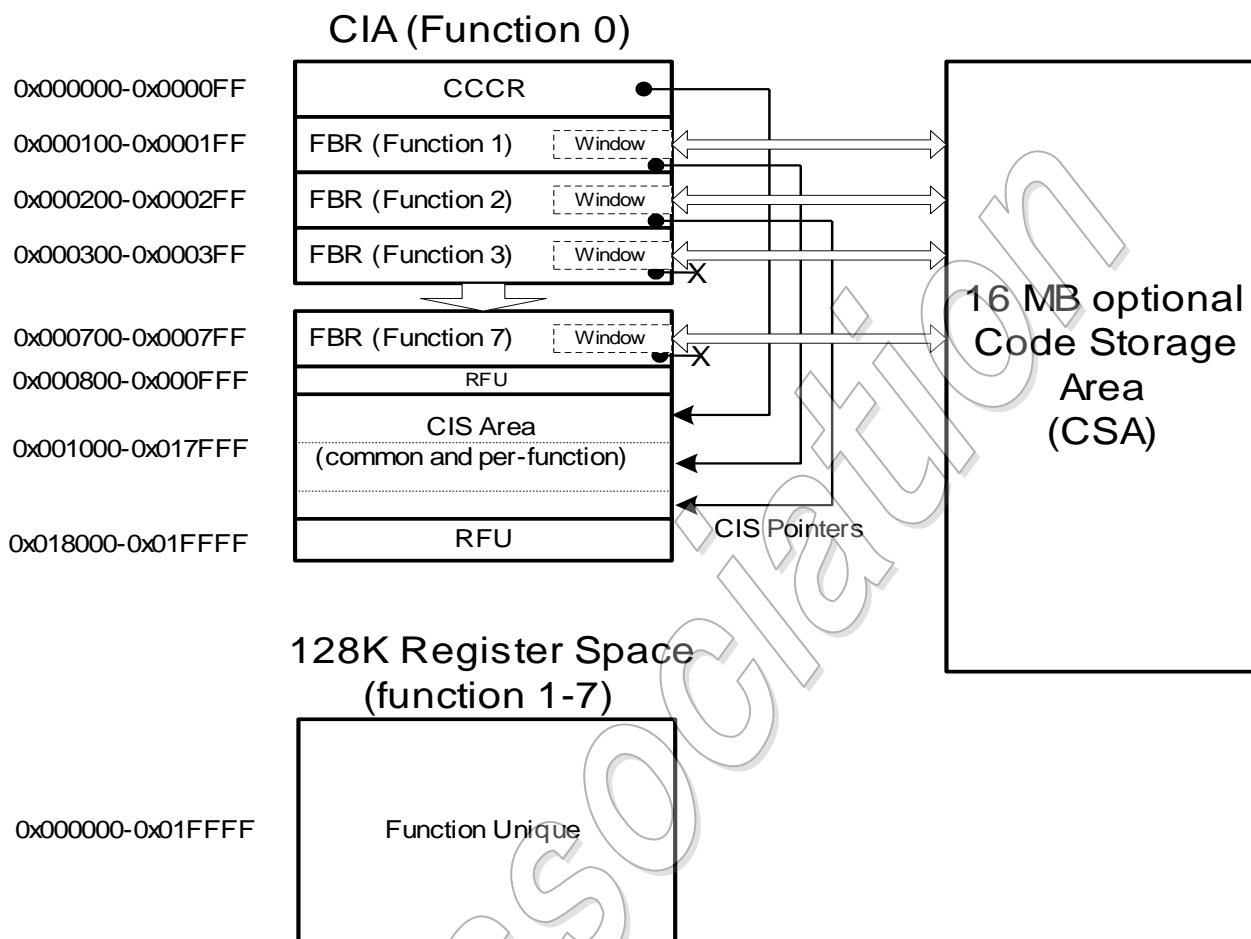 CIA (Function 0)
0x000000-0x0000FF
CCCR
0x000100-0x0001FF
FBR (Function 1)
Window
0x000200-0x0002FF
FBR (Function 2)
Window
0x000300-0x0003FF
FBR (Function 3)
Window
X
0x000700-0x0007FF
FBR (Function 7)
Window
X
0x000800-0x000FFF
RFU
0x001000-0x017FFF
CIS Area
(common and per-function)
0x018000-0x01FFFF
RFU
CIS Pointers
16 MB optional
Code Storage
Area
(CSA)
128K Register Space
(function 1-7)
0x000000-0x01FFFF
Function Unique
ssociation